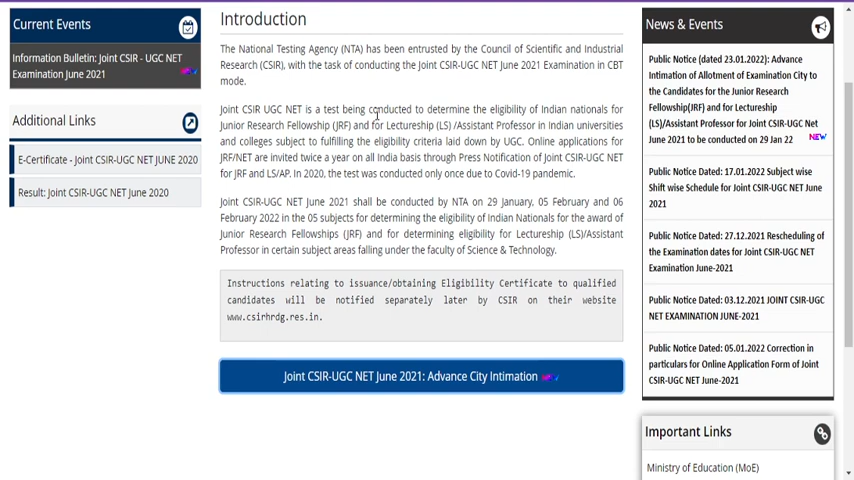 Current Events
Information Bulletin: Joint CSIR - UGC NET
Examination June 2021
Additional Links
E-Certificate - Joint CSIR-UGC NET JUNE 2020
Result: Joint CSIR-UGC NET June 2020
Introduction
The National Testing Agency (NTA) has been entrusted by the Council of Scientific and Industrial
Research (CSIR), with the task of conducting the Joint CSIR-UGC NET June 2021 Examination in CBT
mode.
Joint CSIR UGC NET is a test being conducted to determine the eligibility of Indian nationals for
Junior Research Fellowship (JRF) and for Lectureship (LS) /Assistant Professor in Indian universities
and colleges subject to fulfilling the eligibility criteria laid down by UGC. Online applications for
JRF/NET are invited twice a year on all India basis through Press Notification of Joint CSIR-UGC NET
for JRF and LS/AP. In 2020, the test was conducted only once due to Covid-19 pandemic.
Joint CSIR-UGC NET June 2021 shall be conducted by NTA on 29 January, 05 February and 06
February 2022 in the 05 subjects for determining the eligibility of Indian Nationals for the award of
Junior Research Fellowships (JRF) and for determining eligibility for Lectureship (LS)/Assistant
Professor in certain subject areas falling under the faculty of Science & Technology.
Instructions relating to issuance/obtaining Eligibility Certificate to qualified
candidates will be notified separately later by CSIR on their website
www.csirhrdg.res.in.
Joint CSIR-UGC NET June 2021: Advance City Intimation
News & Events
Public Notice (dated 23.01.2022): Advance
Intimation of Allotment of Examination City to
the Candidates for the Junior Research
Fellowship(JRF) and for Lectureship
(LS)/Assistant Professor for Joint CSIR-UGC Net
June 2021 to be conducted on 29 Jan 22 NEW
Public Notice Dated: 17.01.2022 Subject wise
Shift wise Schedule for Joint CSIR-UGC NET June
2021
Public Notice Dated: 27.12.2021 Rescheduling of
the Examination dates for Joint CSIR-UGC NET
Examination June-2021
Public Notice Dated: 03.12.2021 JOINT CSIR-UGC
NET EXAMINATION JUNE-2021
Public Notice Dated: 05.01.2022 Correction in
particulars for Online Application Form of Joint
CSIR-UGC NET June-2021
Important Links
Ministry of Education (MoE)